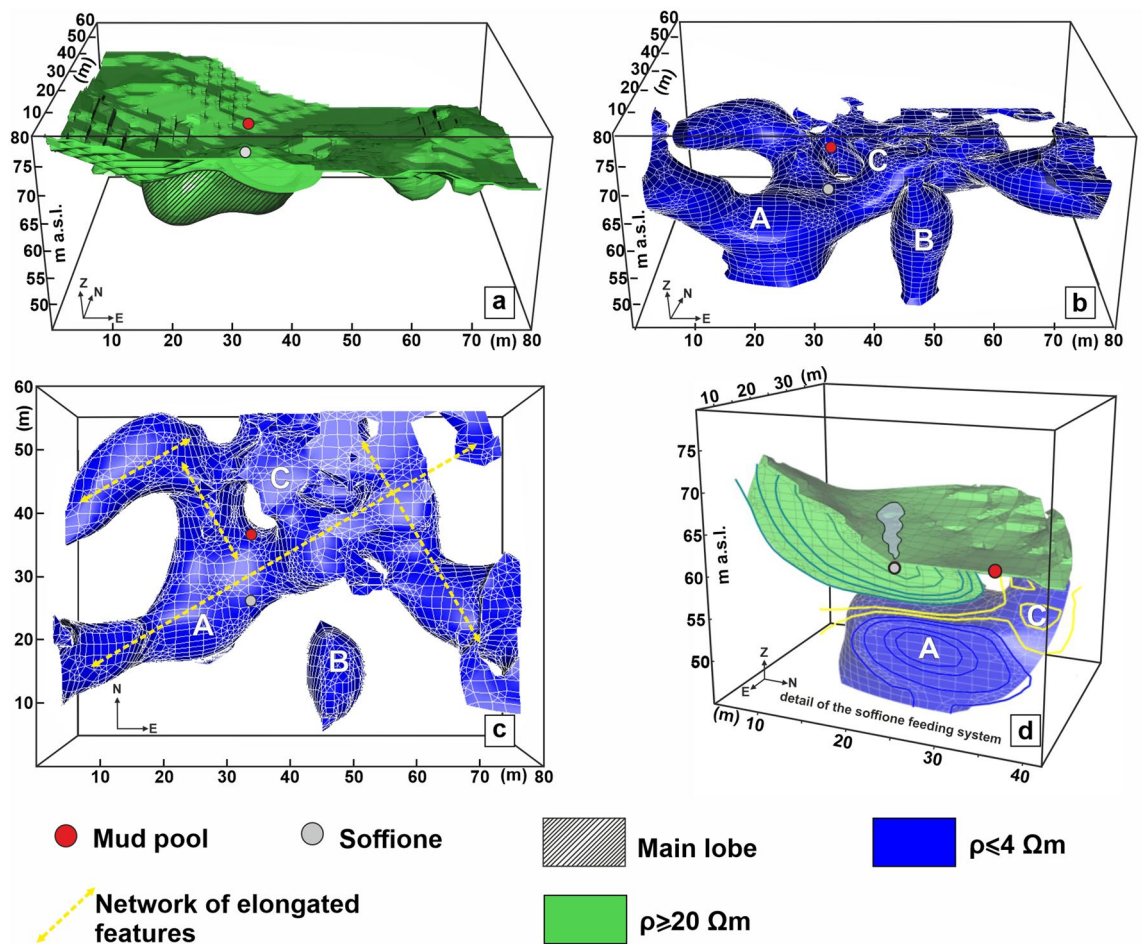 60
50
40
30
(m)
10
80
75
70
65
m a.s.l.
60
55
50
Z
N
E
a
10 20 30 40 50 60 70 (m) 80
60
50
40
30
(m)
10
80
75
70
65
m a.s.l.
60
55
50
A
B
C
Z
N
E
b
10 20 30 40 50 60 70 (m) 80
60
(m)
50
40
30
20
10
A
B
C
N
E
c
10 20 30 40 50 60 70 (m) 80
10 20 30 (m)
75
70
65
m a.s.l.
60
55
50
A
C
Z
E N
detail of the soffione feeding system
d
(m) 10 20 30 40
Mud pool
Soffione
Main lobe
ρ≤4 Ωm
Network of elongated
features
ρ≥20 Ωm